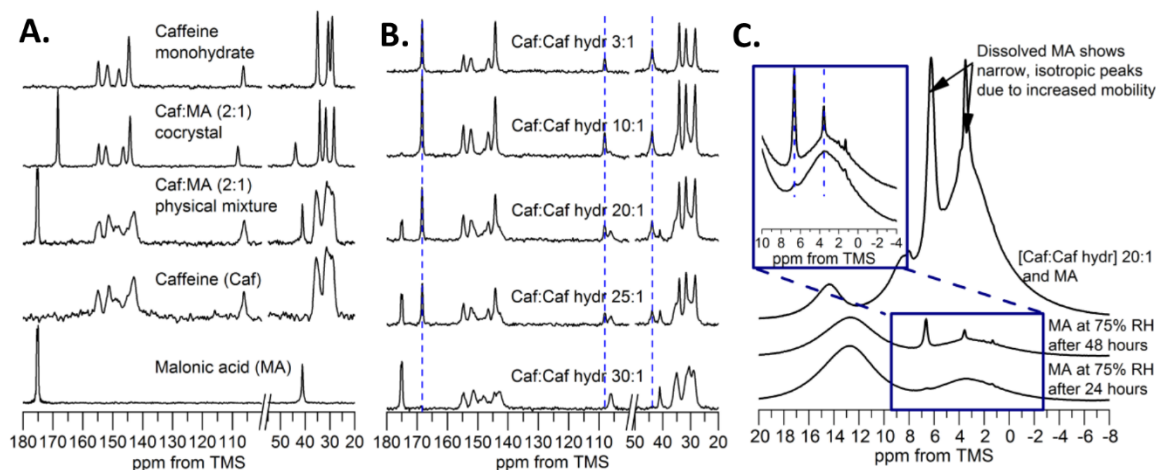 A.
Caffeine
monohydrate
Caf:MA (2:1)
cocrystal
Caf:MA (2:1)
physical mixture
Caffeine (Caf)
Malonic acid (MA)
180 170 160 150 140 130 120 110 100 50 20
ppm from TMS
B.
Caf:Caf hydr 3:1
Caf:Caf hydr 10:1
Caf:Caf hydr 20:1
Caf:Caf hydr 25:1
Caf:Caf hydr 30:1
180 170 160 150 140 130 120 110 50 40 30 20
ppm from TMS
C.
Dissolved MA shows
narrow, isotropic peaks
due to increased mobility
10 8 6 4 2 0 -2 -4
ppm from TMS
[Caf:Caf hydr] 20:1
and MA
MA at 75% RH
after 48 hours
MA at 75% RH
after 24 hours
20 18 16 14 12 10 8 6 4 2 0 -2 -4 -6 -8
ppm from TMS